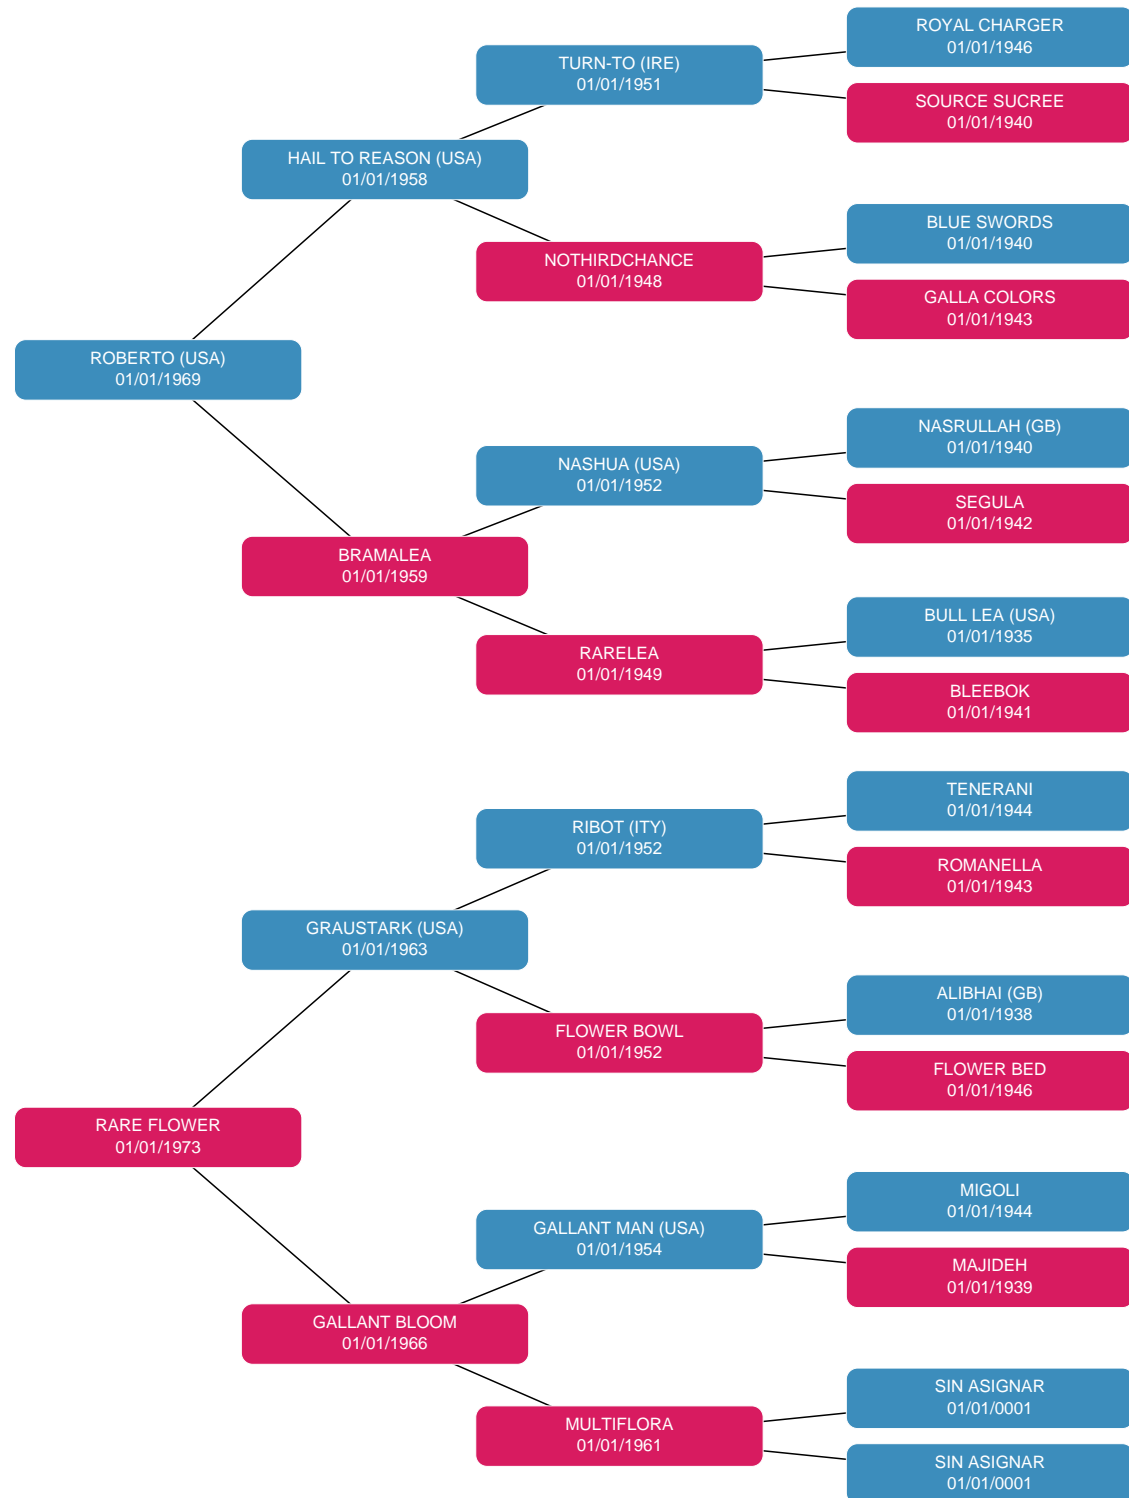 ROYAL CHARGER
01/01/1946
TURN-TO (IRE)
01/01/1951
SOURCE SUCREE
01/01/1940
HAIL TO REASON (USA)
01/01/1958
BLUE SWORDS
01/01/1940
NOTHIRDCHANCE
01/01/1948
GALLA COLORS
01/01/1943
ROBERTO (USA)
01/01/1969
NASRULLAH (GB)
01/01/1940
NASHUA (USA)
01/01/1952
SEGULA
01/01/1942
BRAMALEA
01/01/1959
BULL LEA (USA)
01/01/1935
RARELEA
01/01/1949
BLEEBOK
01/01/1941
TENERANI
01/01/1944
RIBOT (ITY)
01/01/1952
ROMANELLA
01/01/1943
GRAUSTARK (USA)
01/01/1963
ALIBHAI (GB)
01/01/1938
FLOWER BOWL
01/01/1952
FLOWER BED
01/01/1946
RARE FLOWER
01/01/1973
MIGOLI
01/01/1944
GALLANT MAN (USA)
01/01/1954
MAJIDEH
01/01/1939
GALLANT BLOOM
01/01/1966
SIN ASIGNAR
01/01/0001
MULTIFLORA
01/01/1961
SIN ASIGNAR
01/01/0001